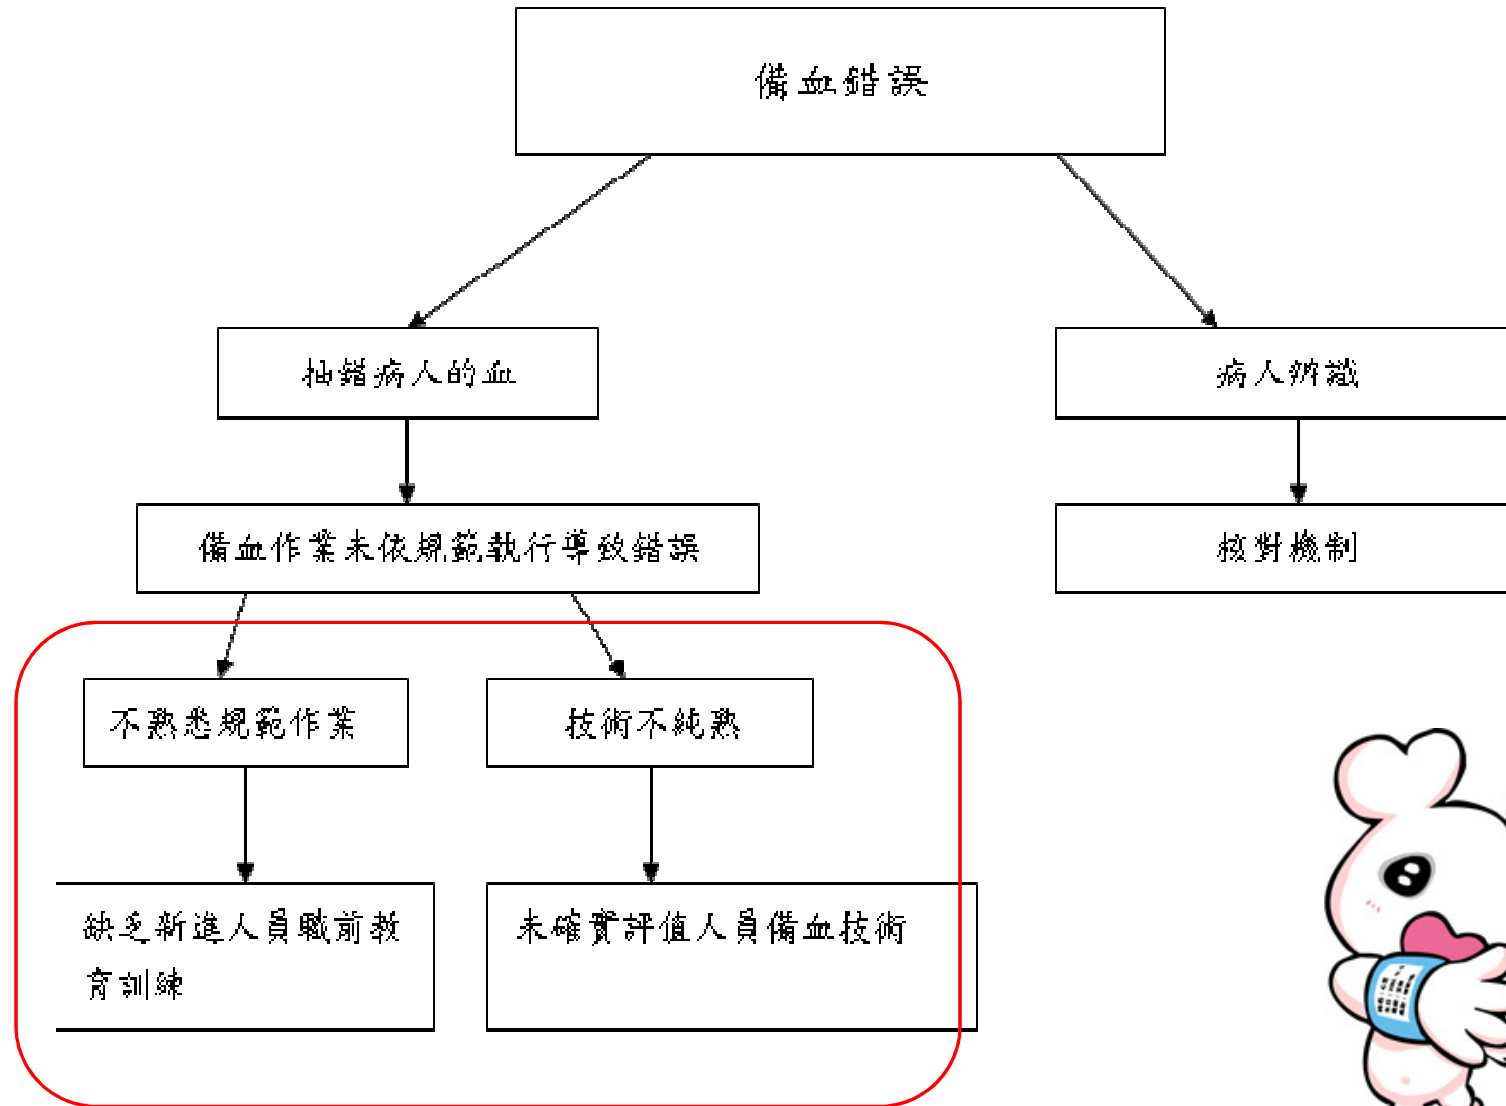 備血錯誤
抽錯病人的血
病人辨識
備血作業未依規範執行導致錯誤
核對機制
不熟悉規範作業
技術不純熟
缺乏新進人員職前教
育訓練
未確實評值人員備血技術